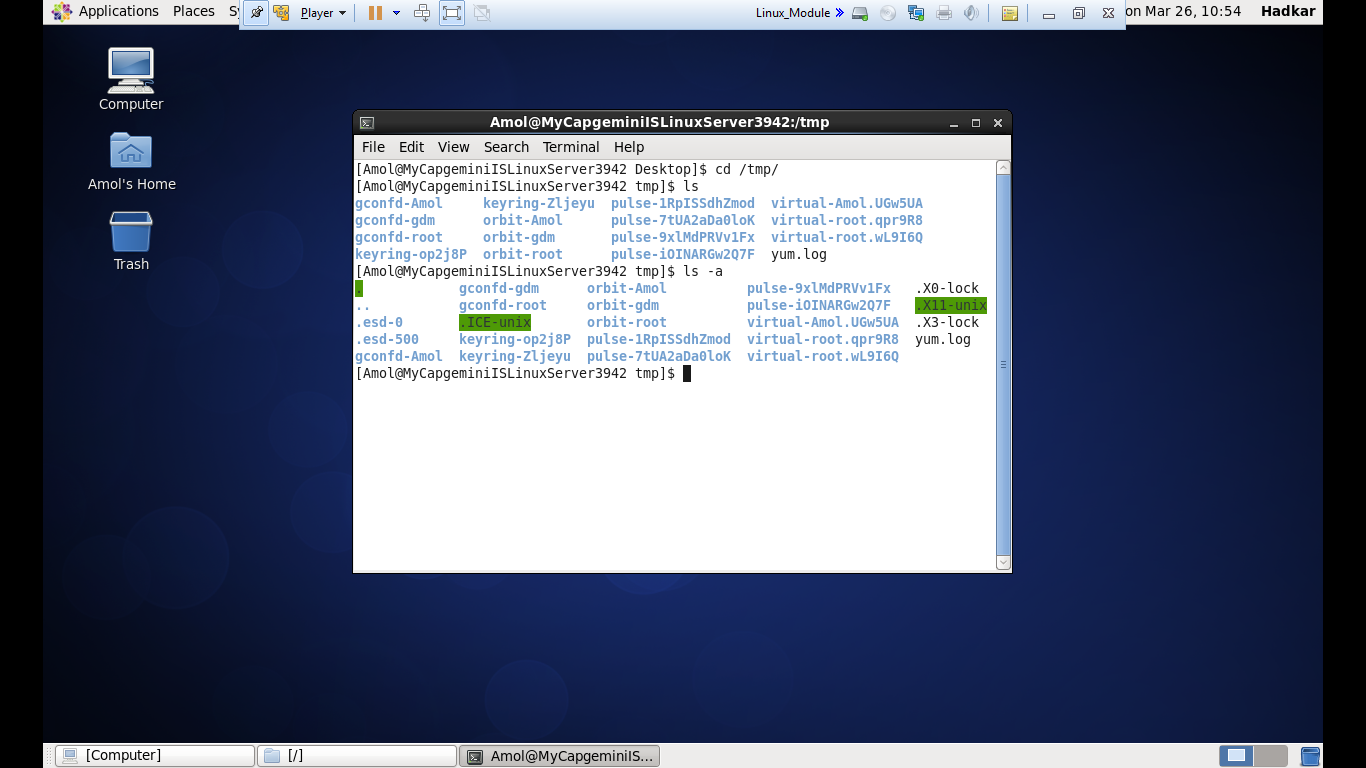 Applications Places Sy Player Linux_Module » on Mar 26, 10:54 Hadkar
Computer
Amol's Home
Trash
Amol@MyCapgeminiISLinuxServer3942:/tmp
File Edit View Search Terminal Help
[Amol@MyCapgeminiISLinuxServer3942 Desktop]$ cd /tmp/
[Amol@MyCapgeminiISLinuxServer3942 tmp]$ ls
gconfd-Amol keyring-Zljeyu pulse-1RpISSdhZmod virtual-Amol.UGw5UA
gconfd-gdm orbit-Amol pulse-7tUA2aDa0loK virtual-root.qpr9R8
gconfd-root orbit-gdm pulse-9xlMdPRVv1Fx virtual-root.wL9I6Q
keyring-op2j8P orbit-root pulse-iOINARGw2Q7F yum.log
[Amol@MyCapgeminiISLinuxServer3942 tmp]$ ls -a
. gconfd-gdm orbit-Amol pulse-9xlMdPRVv1Fx .X0-lock
.. gconfd-root orbit-gdm pulse-iOINARGw2Q7F .X11-unix
.esd-0 .ICE-unix orbit-root virtual-Amol.UGw5UA .X3-lock
.esd-500 keyring-op2j8P pulse-1RpISSdhZmod virtual-root.qpr9R8 yum.log
gconfd-Amol keyring-Zljeyu pulse-7tUA2aDa0loK virtual-root.wL9I6Q
[Amol@MyCapgeminiISLinuxServer3942 tmp]$
[Computer] [/] Amol@MyCapgeminiIS...